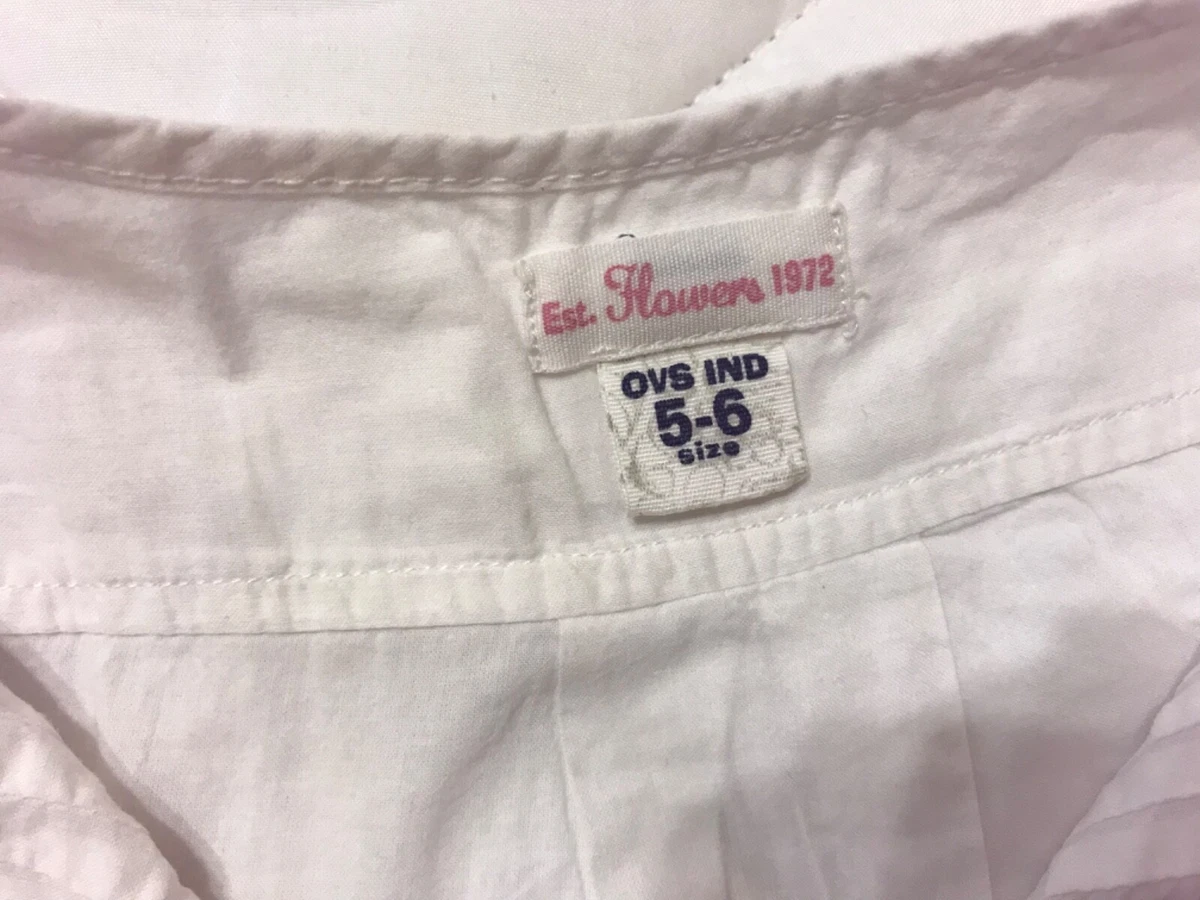 Est. Flowers 1972
OVS IND
5-6
size